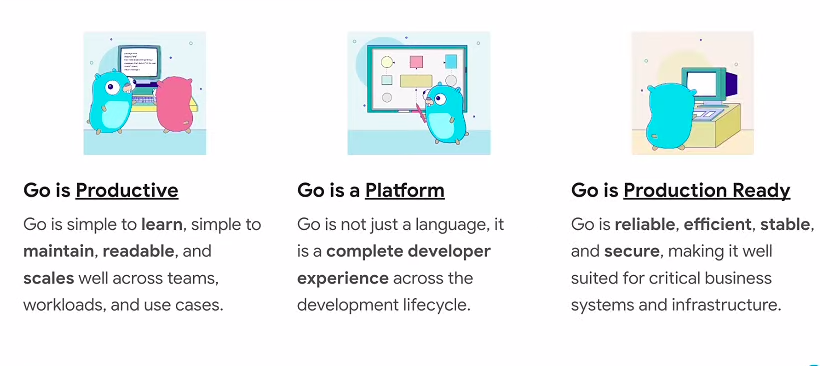 Go is Productive
Go is simple to learn, simple to
maintain, readable, and
scales well across teams,
workloads, and use cases.
Go is a Platform
Go is not just a language, it
is a complete developer
experience across the
development lifecycle.
Go is Production Ready
Go is reliable, efficient, stable,
and secure, making it well
suited for critical business
systems and infrastructure.